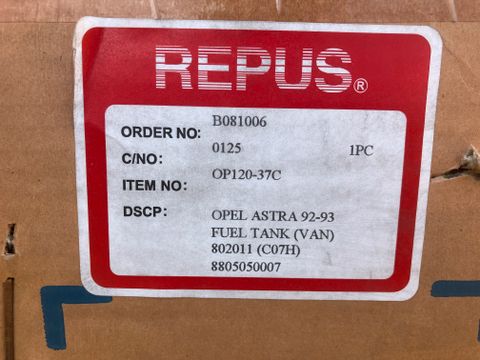 REPUS®
ORDER NO: B081006
C/NO: 0125 1PC
ITEM NO: OP120-37C
DSCP: OPEL ASTRA 92-93
FUEL TANK (VAN)
802011 (C07H)
8805050007